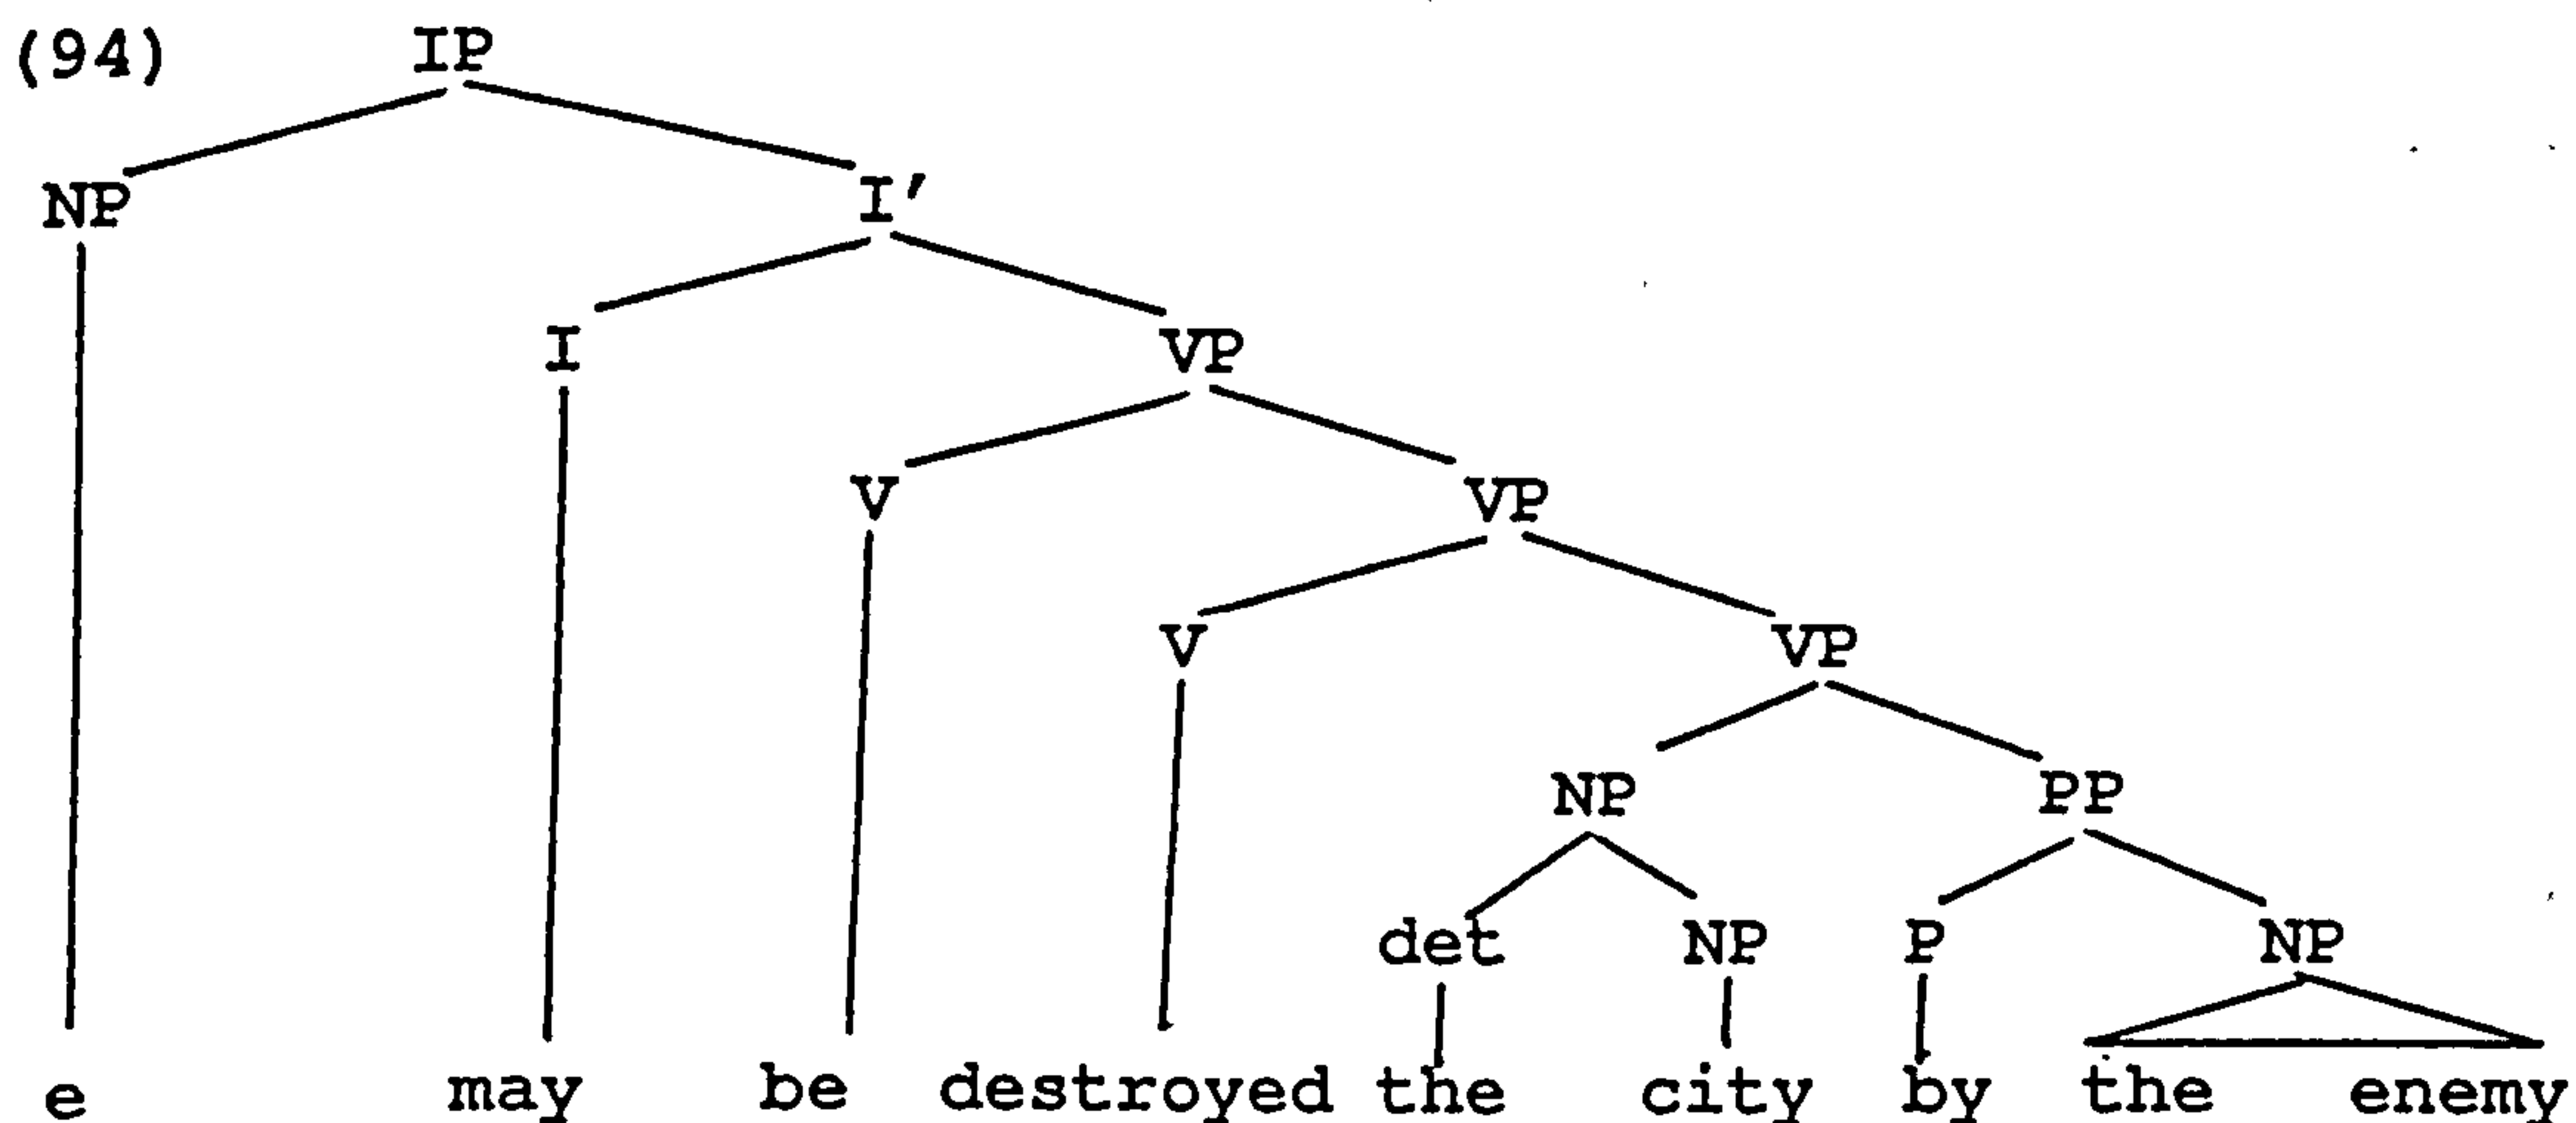 (94) IP
NP I'
I VP
V VP
V VP
NP PP
det NP P NP
e may be destroyed the city by the enemy